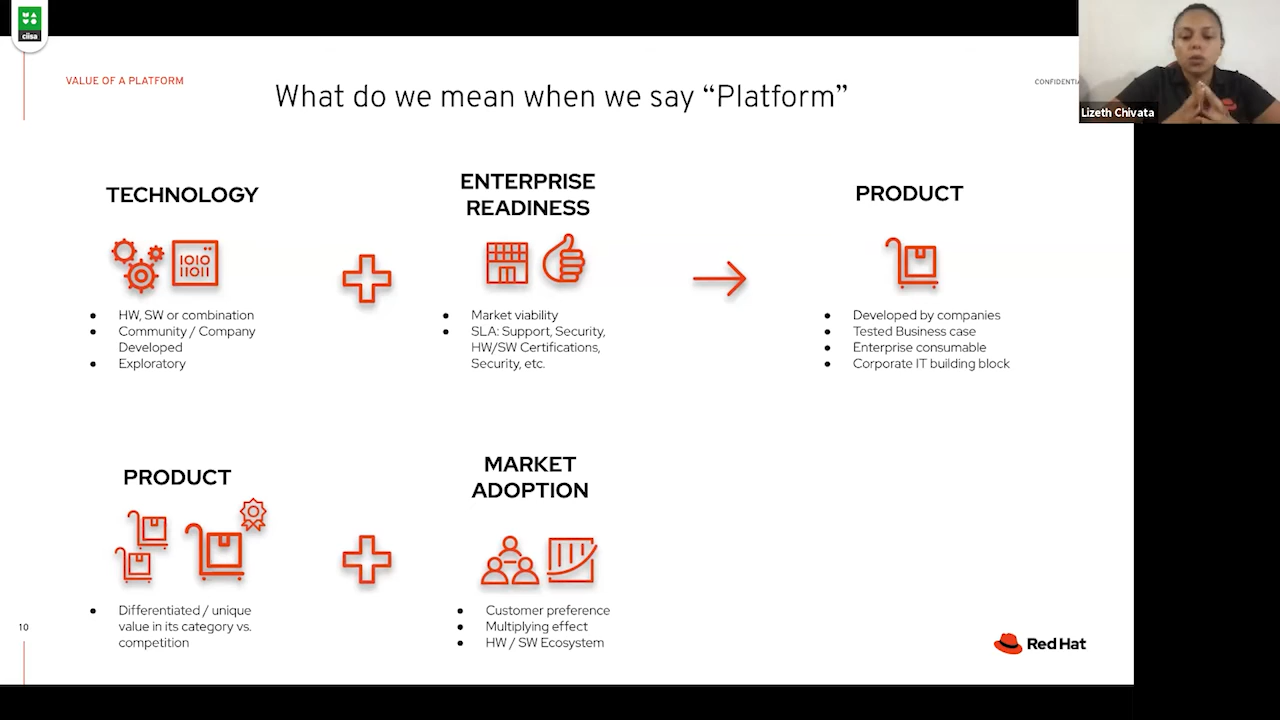 cilsa
VALUE OF A PLATFORM
What do we mean when we say “Platform”
Lizeth Chivata
TECHNOLOGY
1010
11011
● HW, SW or combination
● Community / Company
Developed
● Exploratory
ENTERPRISE
READINESS
● Market viability
● SLA: Support, Security,
HW/SW Certifications,
Security, etc.
PRODUCT
● Developed by companies
● Tested Business case
● Enterprise consumable
● Corporate IT building block
PRODUCT
● Differentiated / unique
value in its category vs.
competition
MARKET
ADOPTION
● Customer preference
● Multiplying effect
● HW / SW Ecosystem
10
Red Hat